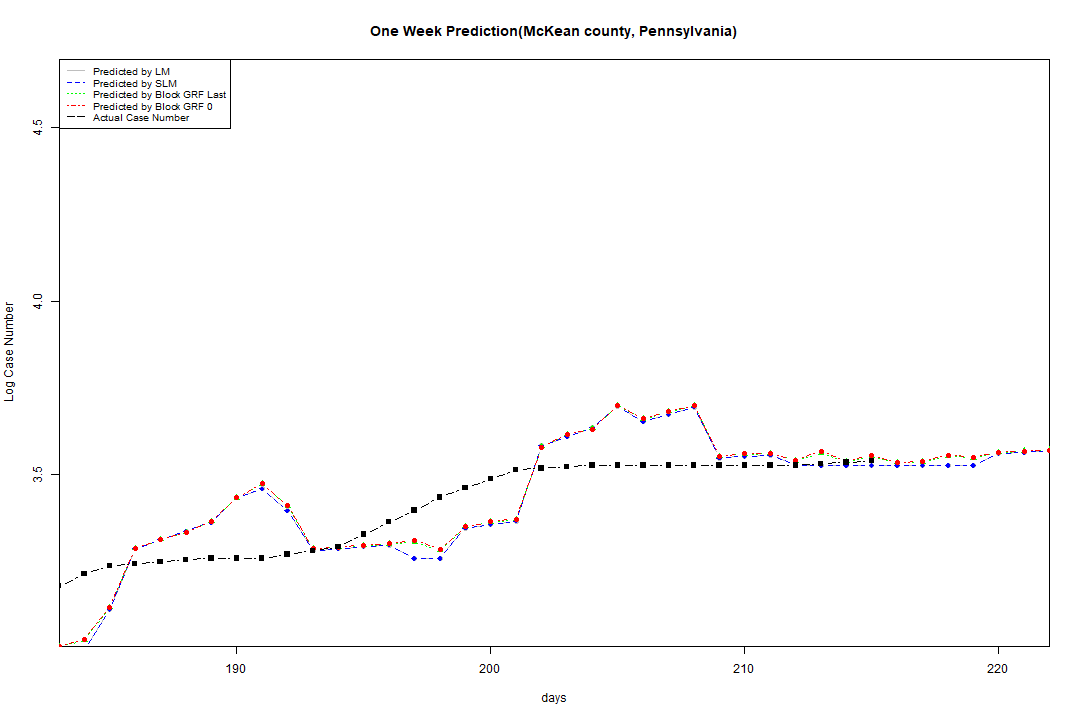 One Week Prediction(McKean county, Pennsylvania)
Predicted by LM
Predicted by SLM
Predicted by Block GRF Last
Predicted by Block GRF 0
Actual Case Number
4.5
4.0
3.5
Log Case Number
190 200 210 220
days